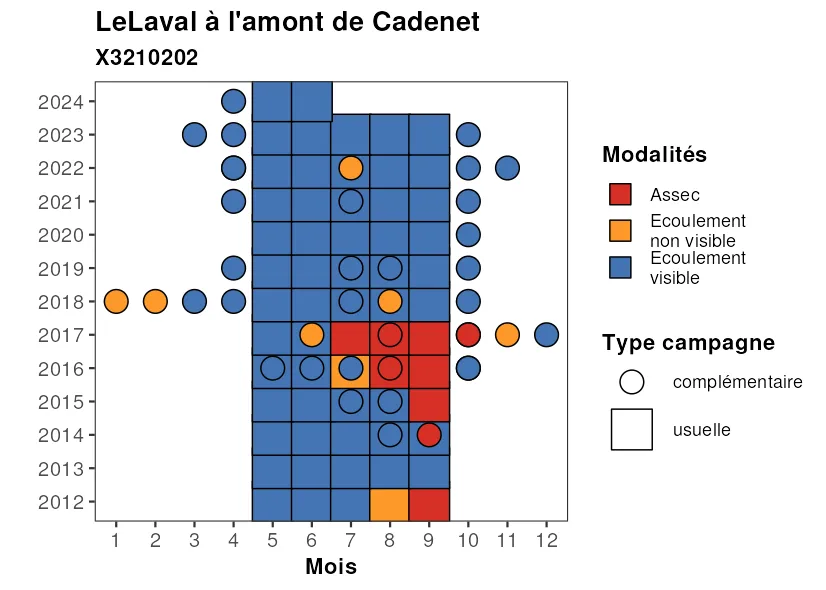 LeLaval à l'amont de Cadenet
X3210202
2024
2023
2022
2021
2020
2019
2018
2017
2016
2015
2014
2013
2012
1 2 3 4 5 6 7 8 9 10 11 12
Mois
Modalités
Assec
Ecoulement
non visible
Ecoulement
visible
Type campagne
complémentaire
usuelle